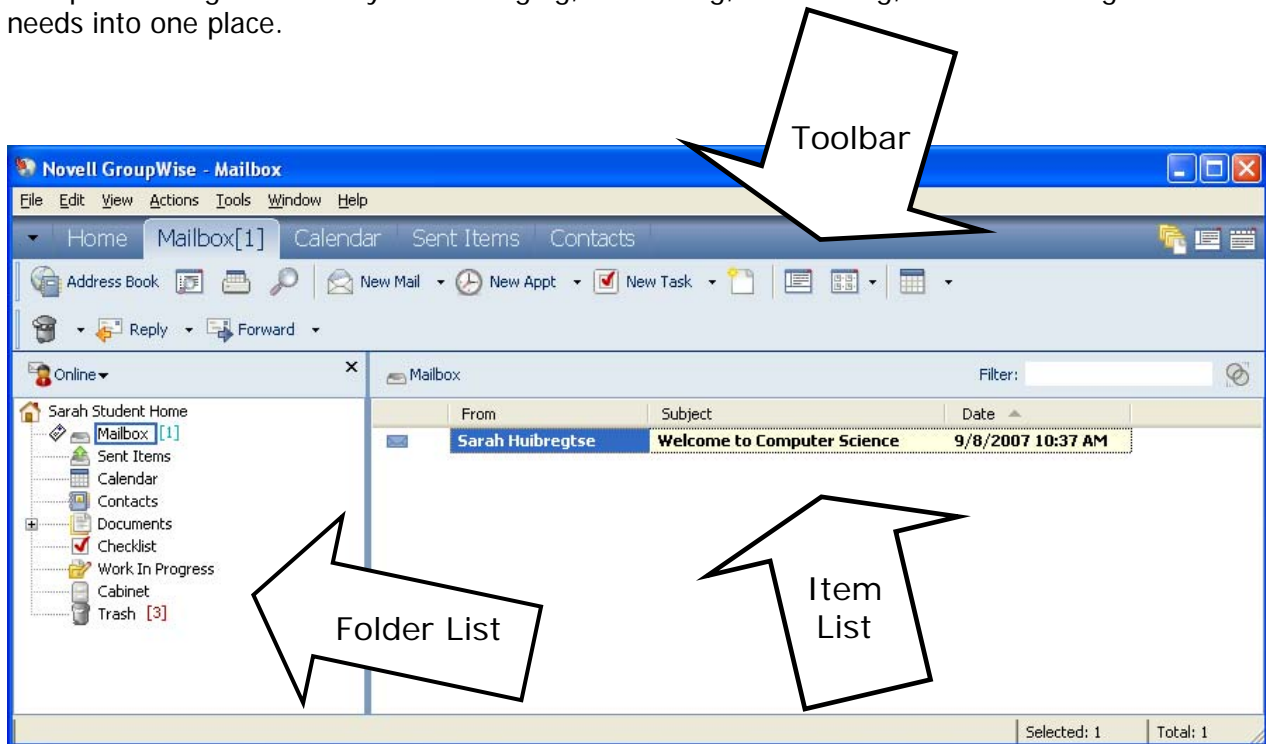 needs into one place.
Toolbar
Novell GroupWise - Mailbox
File Edit View Actions Tools Window Help
Home Mailbox[1] Calendar Sent Items Contacts
Address Book New Mail New Appt New Task
Reply Forward
Online
Mailbox Filter:
Sarah Student Home
Mailbox [1]
Sent Items
Calendar
Contacts
Documents
Checklist
Work In Progress
Cabinet
Trash [3]
From Subject Date
Sarah Huibregtse Welcome to Computer Science 9/8/2007 10:37 AM
Folder List
Item
List
Selected: 1 Total: 1